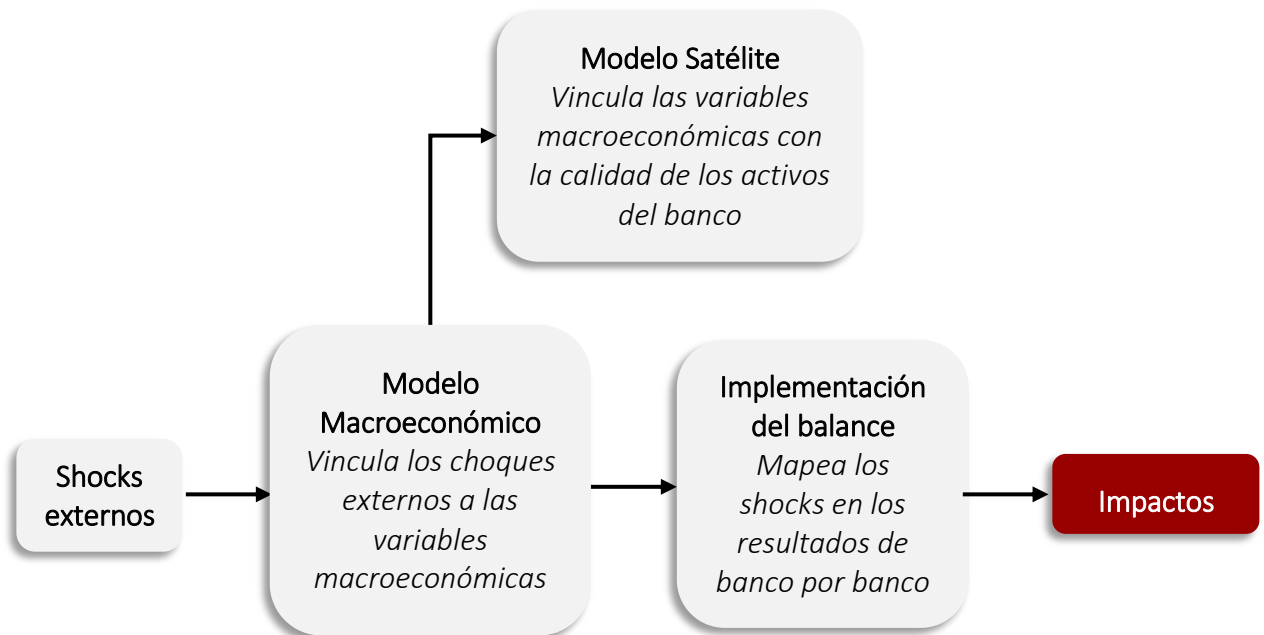 Modelo Satélite
Vincula las variables
macroeconómicas con
la calidad de los activos
del banco
Shocks
externos
Modelo
Macroeconómico
Vincula los choques
externos a las
variables
macroeconómicas
Implementación
del balance
Mapea los
shocks en los
resultados de
banco por banco
Impactos